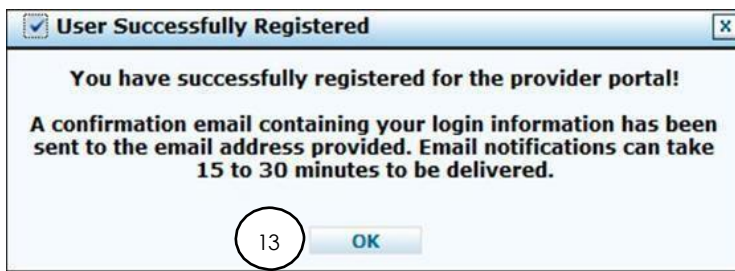 User Successfully Registered
X
You have successfully registered for the provider portal!
A confirmation email containing your login information has been
sent to the email address provided. Email notifications can take
15 to 30 minutes to be delivered.
13 OK